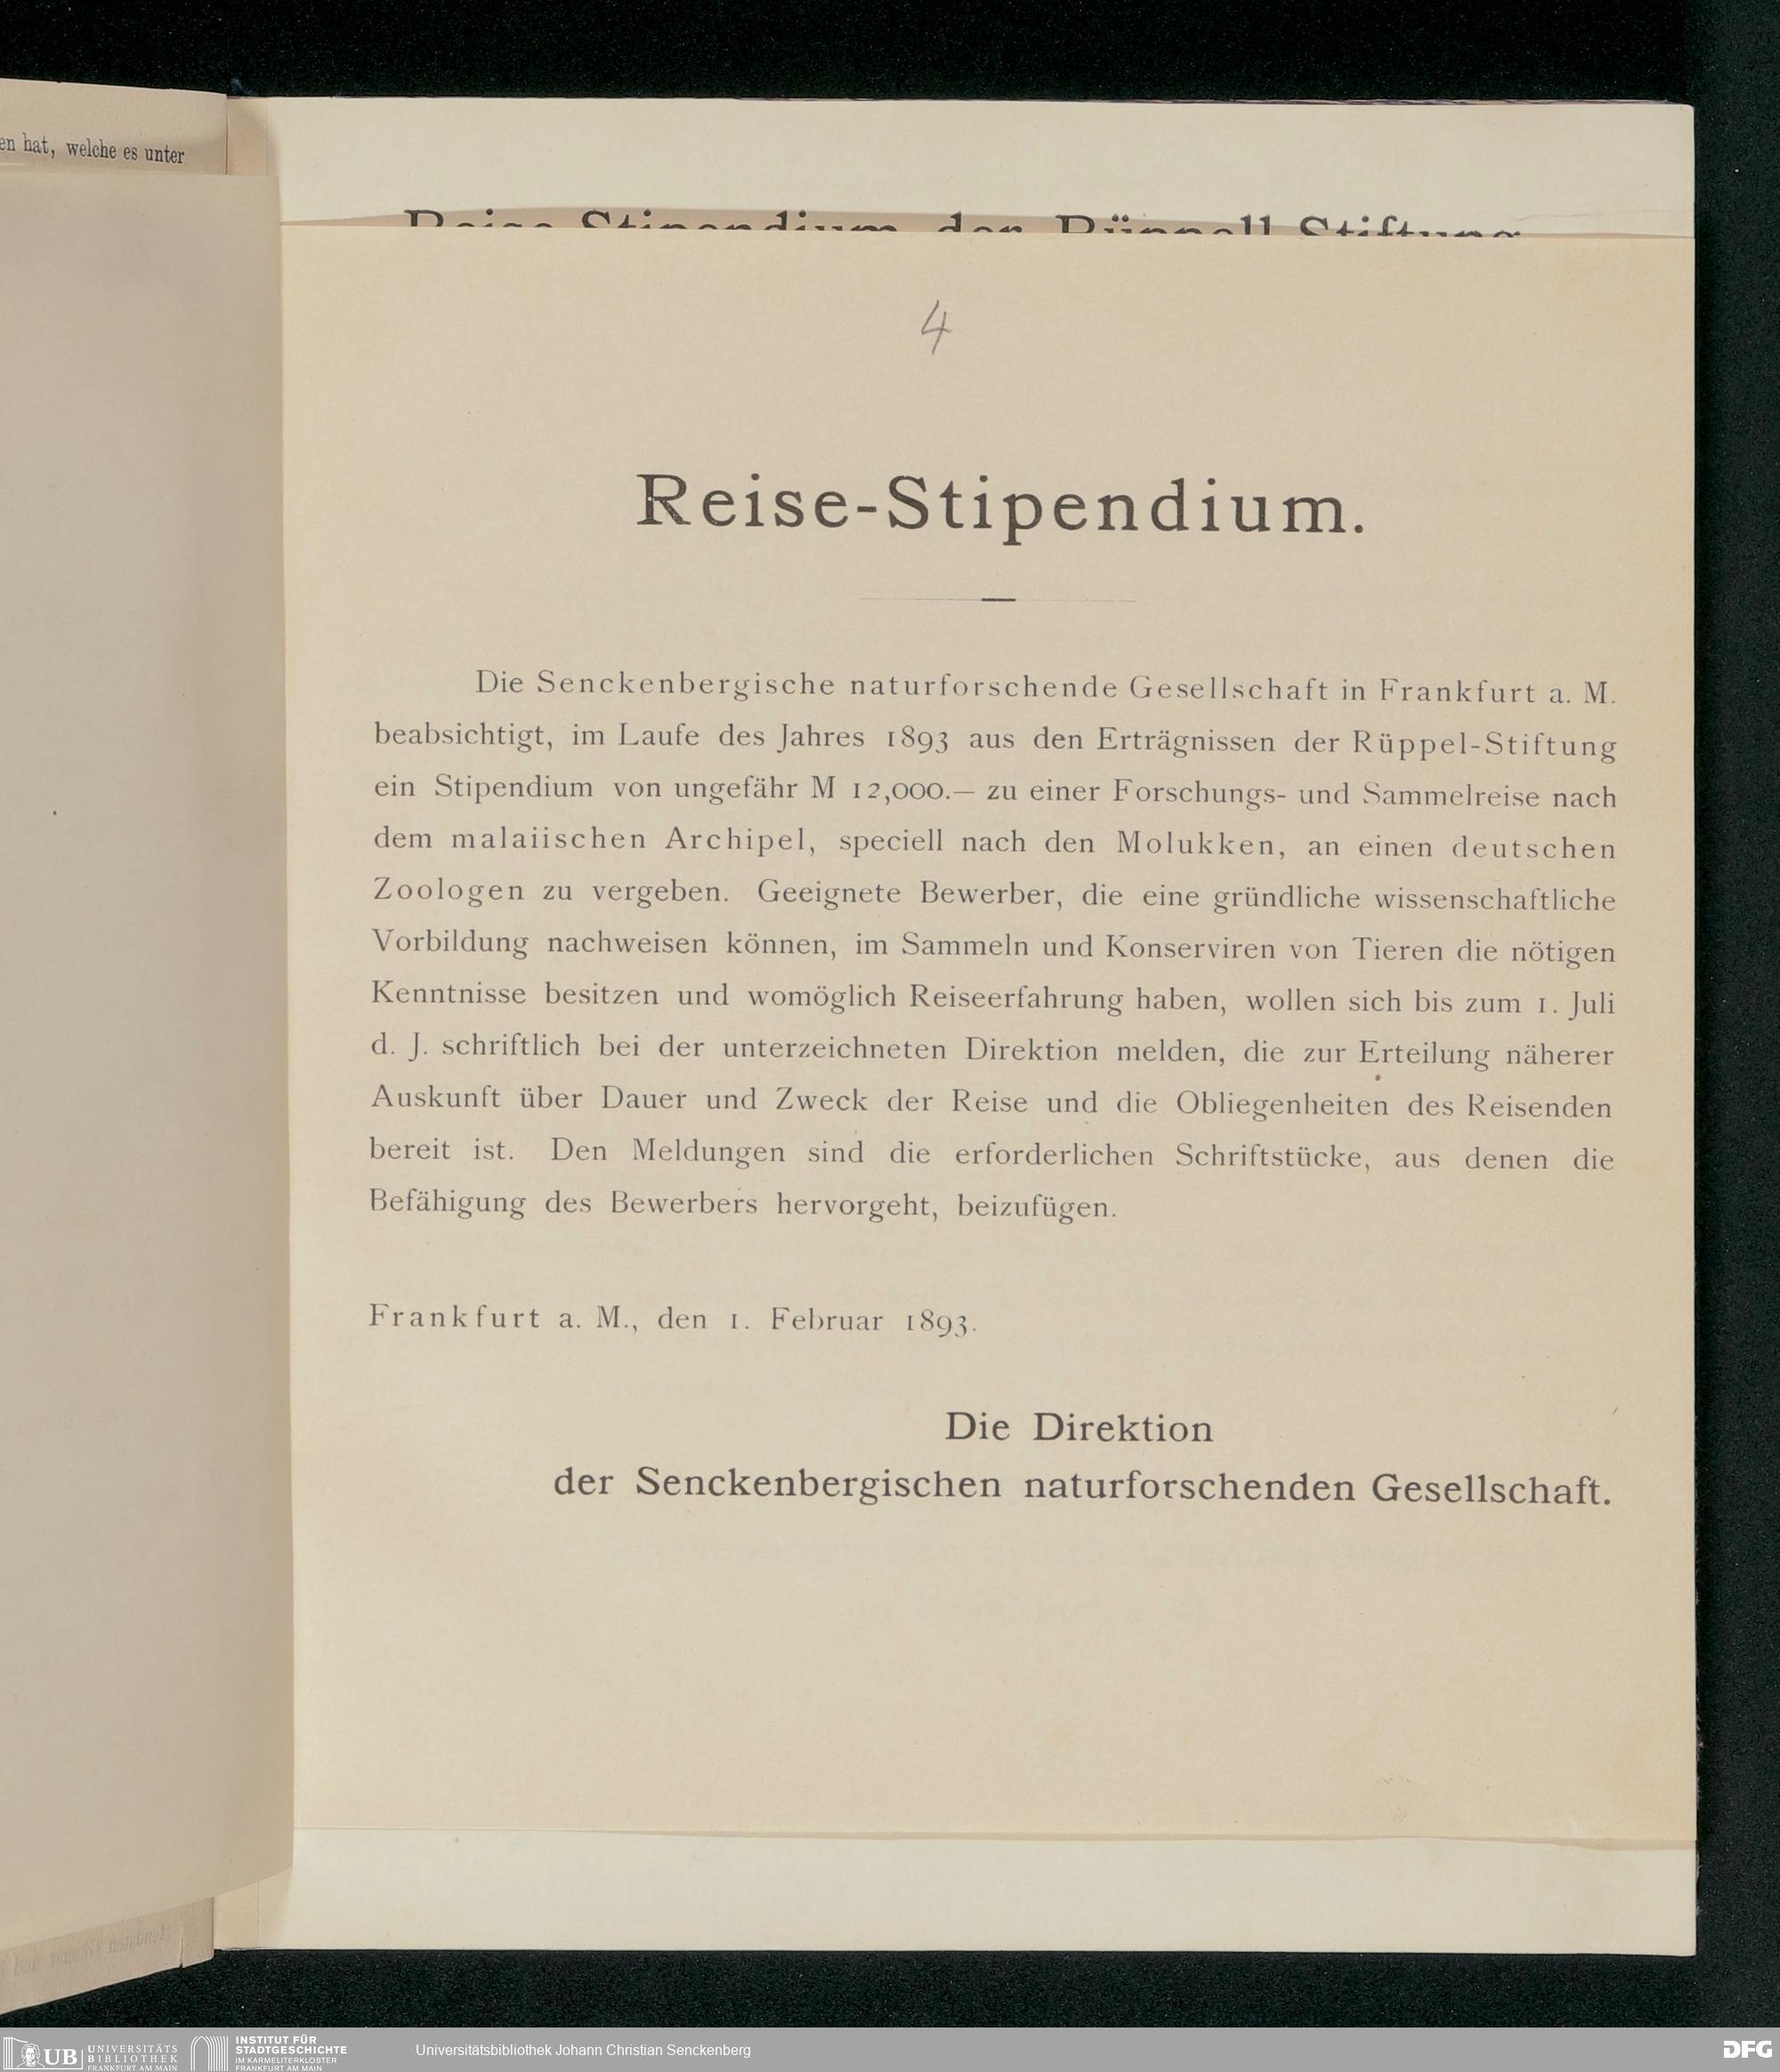 en hat, welche es unter
Reise-Stipendium der Rüppell-Stiftung
4
Reise-Stipendium.
Die Senckenbergische naturforschende Gesellschaft in Frankfurt a. M.
beabsichtigt, im Laufe des Jahres 1893 aus den Erträgnissen der Rüppel-Stiftung
ein Stipendium von ungefähr M 12,000.— zu einer Forschungs- und Sammelreise nach
dem malaiischen Archipel, speciell nach den Molukken, an einen deutschen
Zoologen zu vergeben. Geeignete Bewerber, die eine gründliche wissenschaftliche
Vorbildung nachweisen können, im Sammeln und Konserviren von Tieren die nötigen
Kenntnisse besitzen und womöglich Reiseerfahrung haben, wollen sich bis zum 1. Juli
d. J. schriftlich bei der unterzeichneten Direktion melden, die zur Erteilung näherer
Auskunft über Dauer und Zweck der Reise und die Obliegenheiten des Reisenden
bereit ist. Den Meldungen sind die erforderlichen Schriftstücke, aus denen die
Befähigung des Bewerbers hervorgeht, beizufügen.
Frankfurt a. M., den 1. Februar 1893.
Die Direktion
der Senckenbergischen naturforschenden Gesellschaft.
UB UNIVERSITÄTS
BIBLIOTHEK
FRANKFURT AM MAIN
INSTITUT FÜR
STADTGESCHICHTE
IM KARMELITERKLOSTER
FRANKFURT AM MAIN
Universitätsbibliothek Johann Christian Senckenberg
DFG